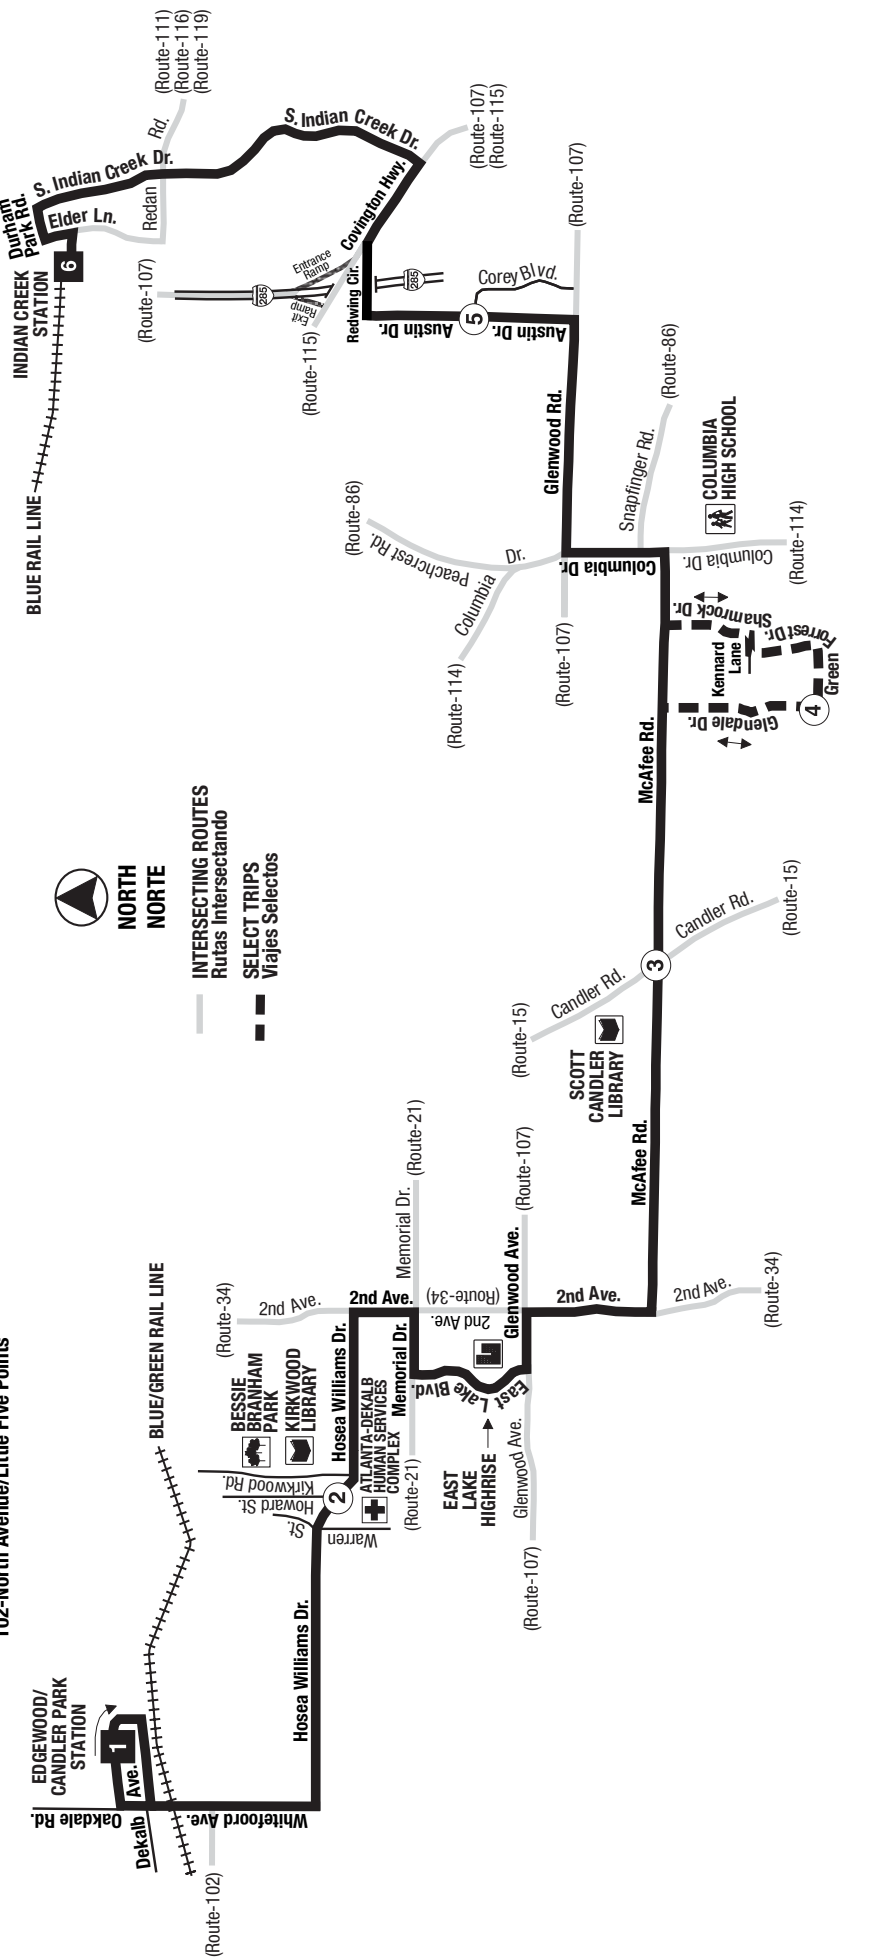 102-North Avenue/Little Five Points
EDGEWOOD/
CANDLER PARK
STATION
1
Oakdale Rd.
Dekalb Ave.
Whitefoord Ave.
(Route-102)
BLUE/GREEN RAIL LINE
Hosea Williams Dr.
Warren
St.
Howard St.
Kirkwood Rd.
2
BESSIE
BRANHAM
PARK
KIRKWOOD
LIBRARY
Hosea Williams Dr.
ATLANTA-DEKALB
HUMAN SERVICES
COMPLEX
(Route-34)
2nd Ave.
2nd Ave.
Memorial Dr.
(Route-21)
Memorial Dr.
(Route-21)
2nd Ave.
(Route-34)
East Lake Blvd.
EAST
LAKE
HIGHRISE
Glenwood Ave.
(Route-107)
Glenwood Ave.
(Route-107)
2nd Ave.
2nd Ave.
(Route-34)
McAfee Rd.
SCOTT
CANDLER
LIBRARY
(Route-15)
Candler Rd.
3
Candler Rd.
(Route-15)
NORTH
NORTE
INTERSECTING ROUTES
Rutas Intersectando
SELECT TRIPS
Viajes Selectos
McAfee Rd.
Glendale Dr.
4
Green
Forrest Dr.
Kennard
Lane
Shamrock Dr.
Columbia Dr.
(Route-114)
COLUMBIA
HIGH SCHOOL
Snapfinger Rd.
(Route-86)
Columbia Dr.
(Route-107)
(Route-114)
Columbia
Dr.
Peachcrest Rd.
(Route-86)
Glenwood Rd.
(Route-107)
Austin Dr.
5
Austin Dr.
Corey Blvd.
285
Redwing Cir.
(Route-115)
Exit
Ramp
Entrance
Ramp
285
(Route-107)
Covington Hwy.
(Route-107)
(Route-115)
S. Indian Creek Dr.
S. Indian Creek Dr.
Redan
Rd.
(Route-111)
(Route-116)
(Route-119)
Durham
Park Rd.
Elder Ln.
6
INDIAN CREEK
STATION
BLUE RAIL LINE